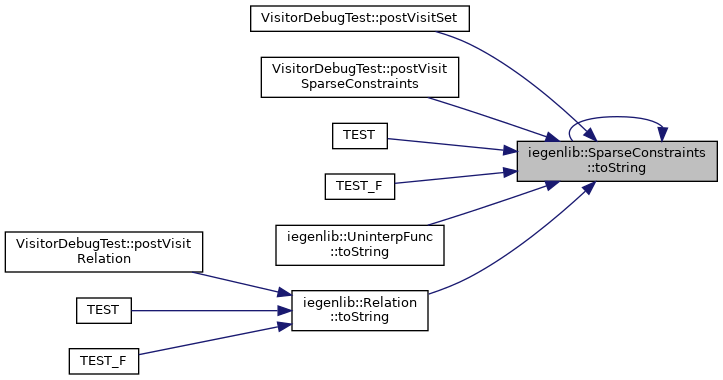 VisitorDebugTest::postVisitSet
VisitorDebugTest::postVisit
SparseConstraints
TEST
iegenlib::SparseConstraints
::toString
TEST_F
iegenlib::UninterpFunc
::toString
VisitorDebugTest::postVisit
Relation
iegenlib::Relation
::toString
TEST
TEST_F